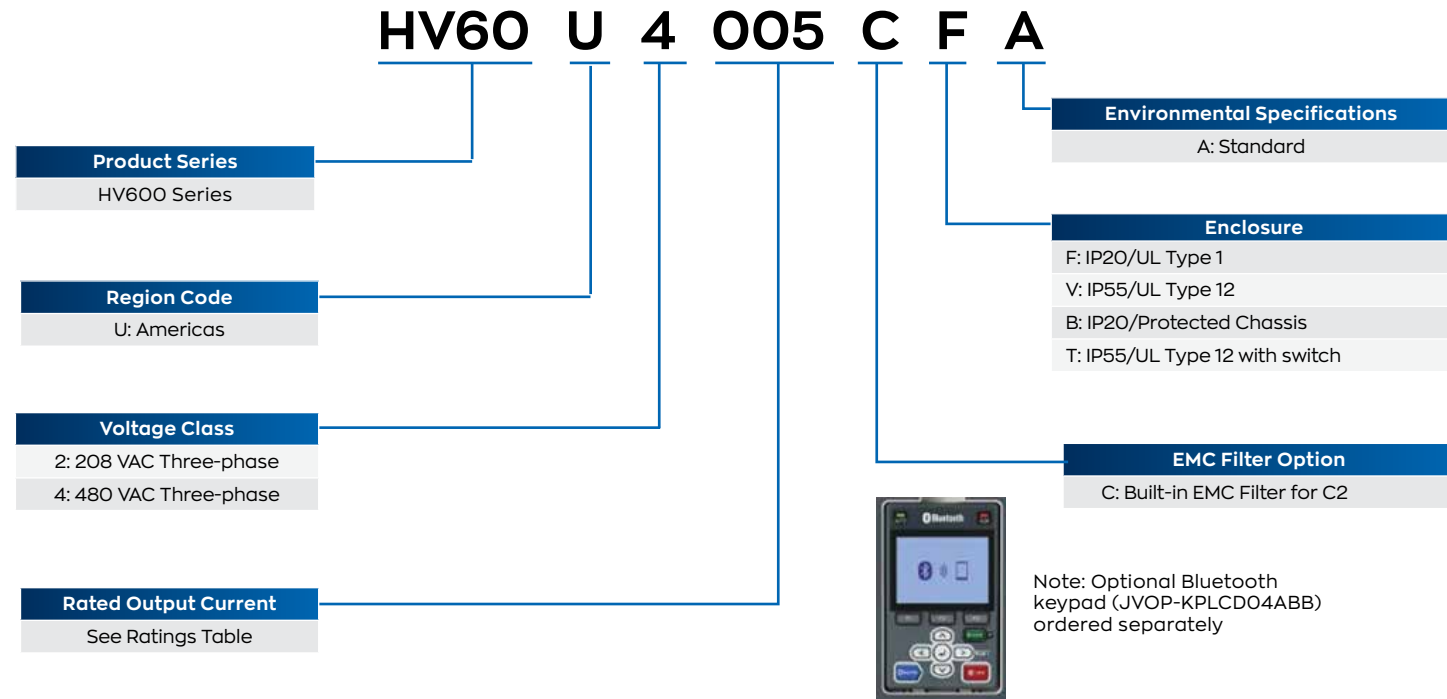 HV60 U 4 005 C F A
Product Series
HV600 Series
Region Code
U: Americas
Voltage Class
2: 208 VAC Three-phase
4: 480 VAC Three-phase
Rated Output Current
See Ratings Table
Environmental Specifications
A: Standard
Enclosure
F: IP20/UL Type 1
V: IP55/UL Type 12
B: IP20/Protected Chassis
T: IP55/UL Type 12 with switch
EMC Filter Option
C: Built-in EMC Filter for C2
Bluetooth
Note: Optional Bluetooth
keypad (JVOP-KPLCD04ABB)
ordered separately